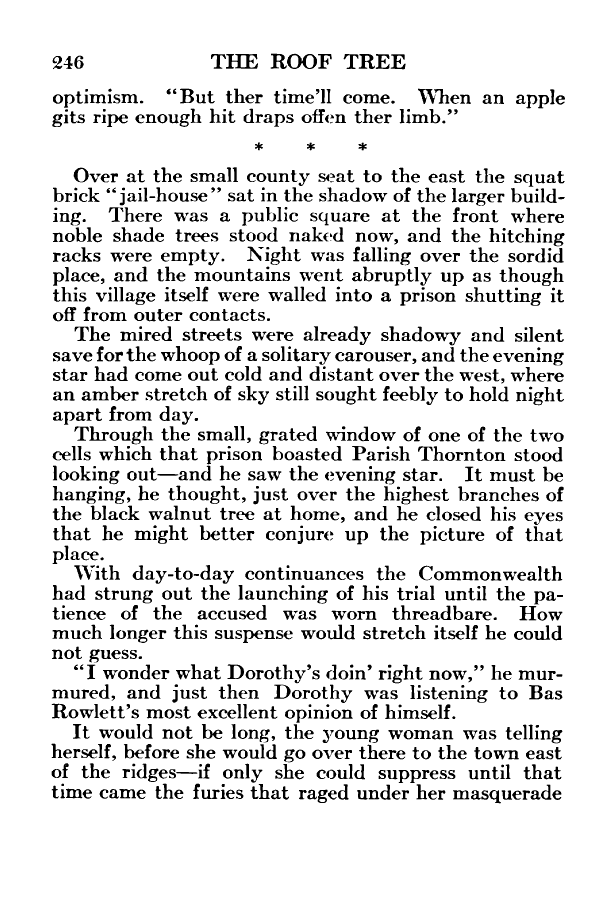 246 THE ROOF TREE
optimism. “But ther time’ll come. When an apple
gits ripe enough hit draps offen ther limb.”
* * *
Over at the small county seat to the east the squat
brick “jail-house” sat in the shadow of the larger build-
ing. There was a public square at the front where
noble shade trees stood naked now, and the hitching
racks were empty. Night was falling over the sordid
place, and the mountains went abruptly up as though
this village itself were walled into a prison shutting it
off from outer contacts.
The mired streets were already shadowy and silent
save for the whoop of a solitary carouser, and the evening
star had come out cold and distant over the west, where
an amber stretch of sky still sought feebly to hold night
apart from day.
Through the small, grated window of one of the two
cells which that prison boasted Parish Thornton stood
looking out—and he saw the evening star. It must be
hanging, he thought, just over the highest branches of
the black walnut tree at home, and he closed his eyes
that he might better conjure up the picture of that
place.
With day-to-day continuances the Commonwealth
had strung out the launching of his trial until the pa-
tience of the accused was worn threadbare. How
much longer this suspense would stretch itself he could
not guess.
“I wonder what Dorothy’s doin’ right now,” he mur-
mured, and just then Dorothy was listening to Bas
Rowlett’s most excellent opinion of himself.
It would not be long, the young woman was telling
herself, before she would go over there to the town east
of the ridges—if only she could suppress until that
time came the furies that raged under her masquerade